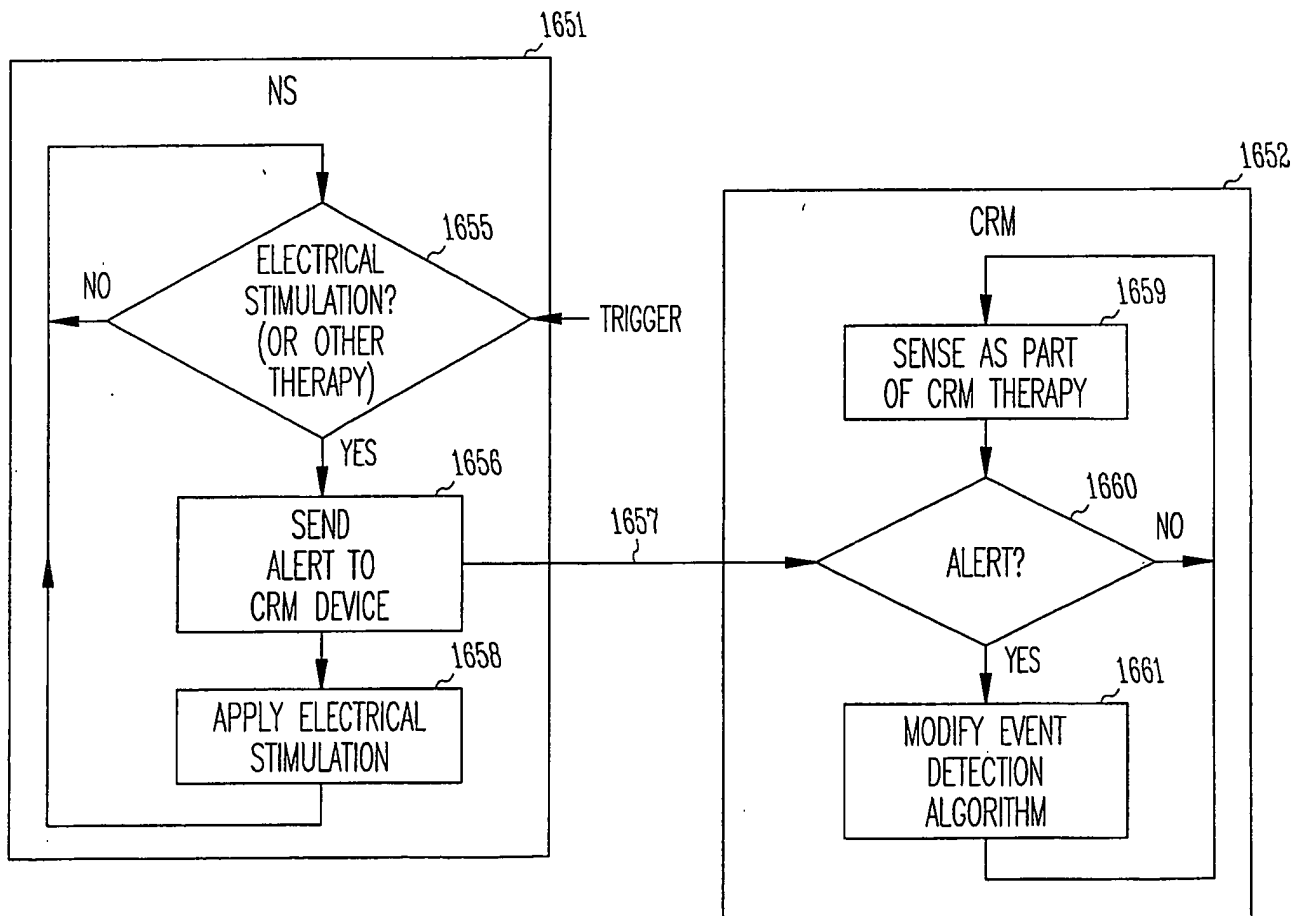 1651
NS
1655
ELECTRICAL
STIMULATION?
(OR OTHER
THERAPY)
NO
TRIGGER
YES
1656
SEND
ALERT TO
CRM DEVICE
1657
1658
APPLY ELECTRICAL
STIMULATION
1652
CRM
1659
SENSE AS PART
OF CRM THERAPY
1660
NO
ALERT?
YES
1661
MODIFY EVENT
DETECTION
ALGORITHM